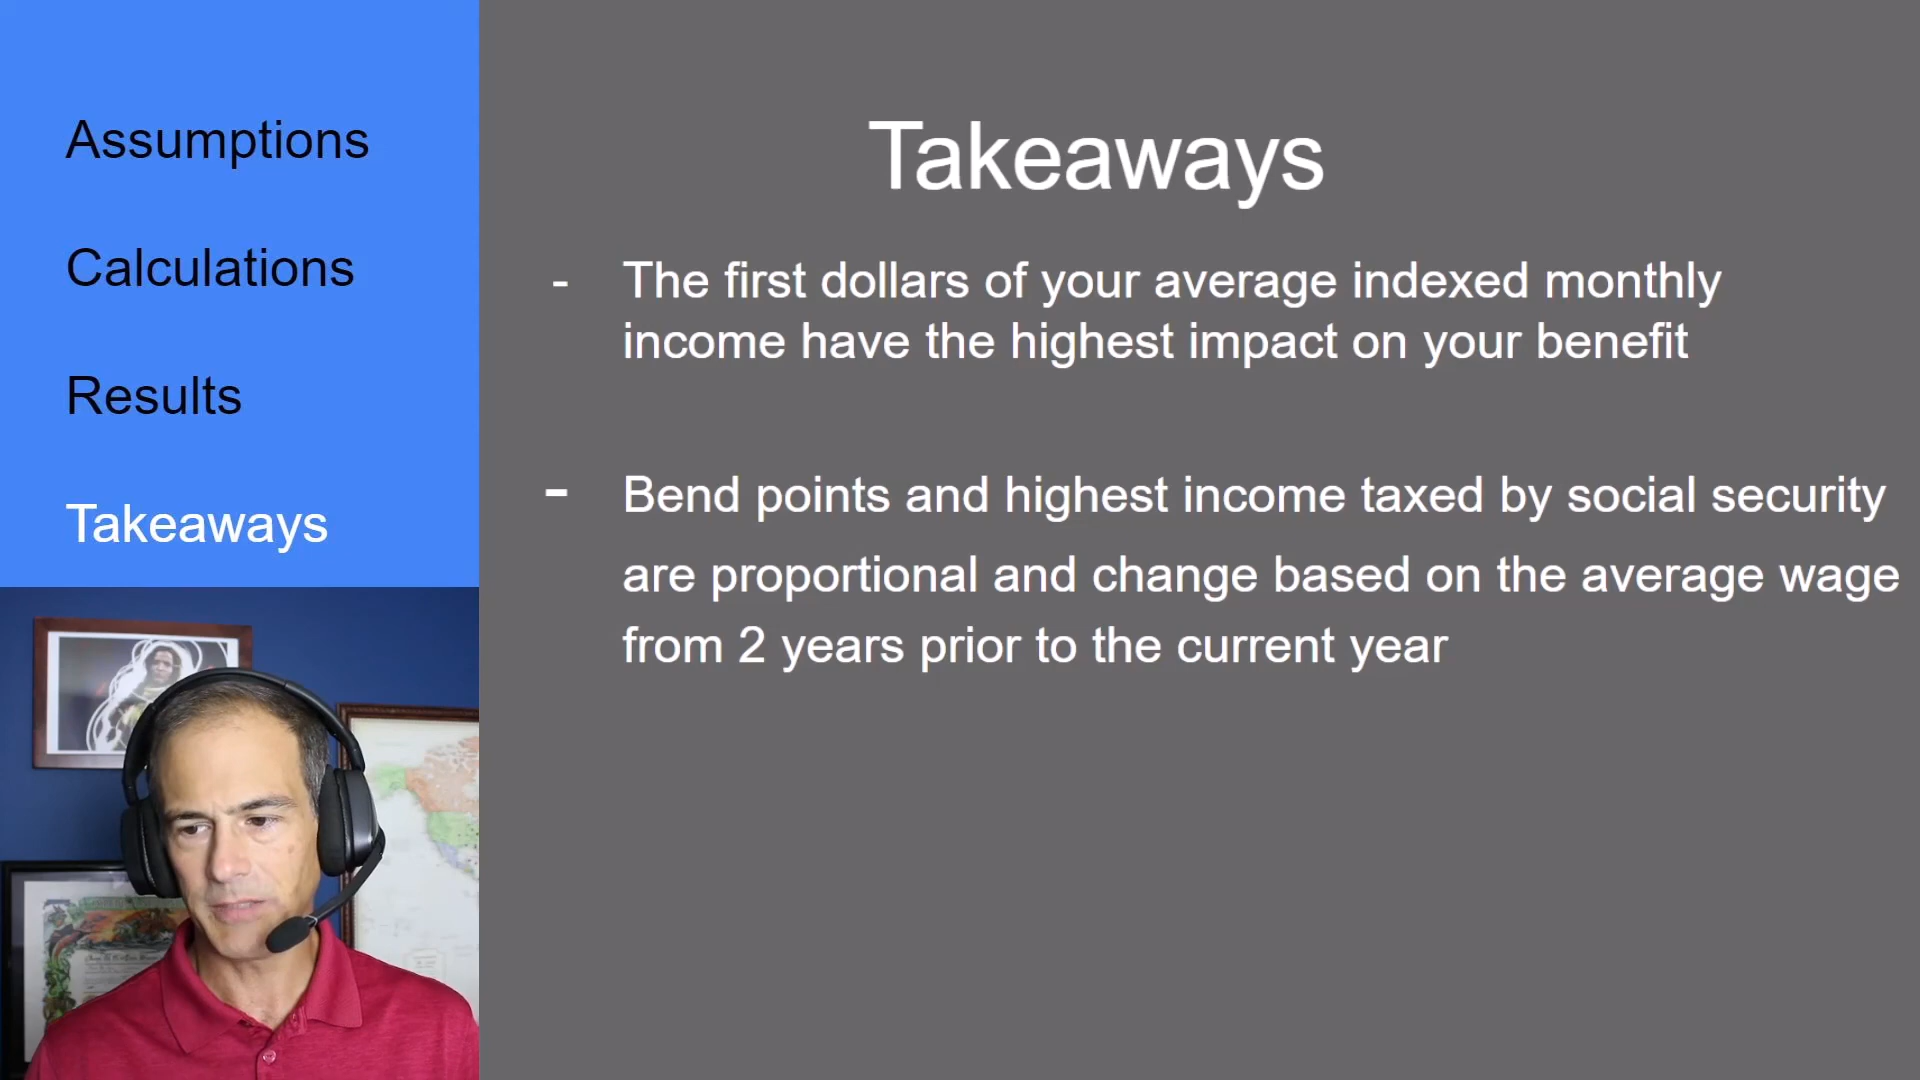 Assumptions
Calculations
Results
Takeaways
Takeaways
- The first dollars of your average indexed monthly
income have the highest impact on your benefit
- Bend points and highest income taxed by social security
are proportional and change based on the average wage
from 2 years prior to the current year